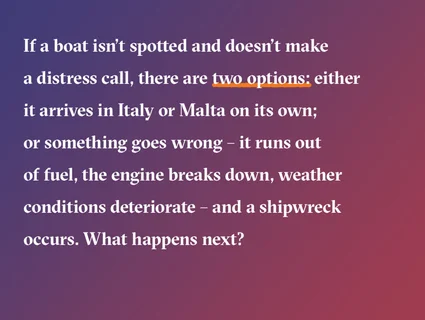 If a boat isn’t spotted and doesn’t make
a distress call, there are two options: either
it arrives in Italy or Malta on its own;
or something goes wrong – it runs out
of fuel, the engine breaks down, weather
conditions deteriorate – and a shipwreck
occurs. What happens next?